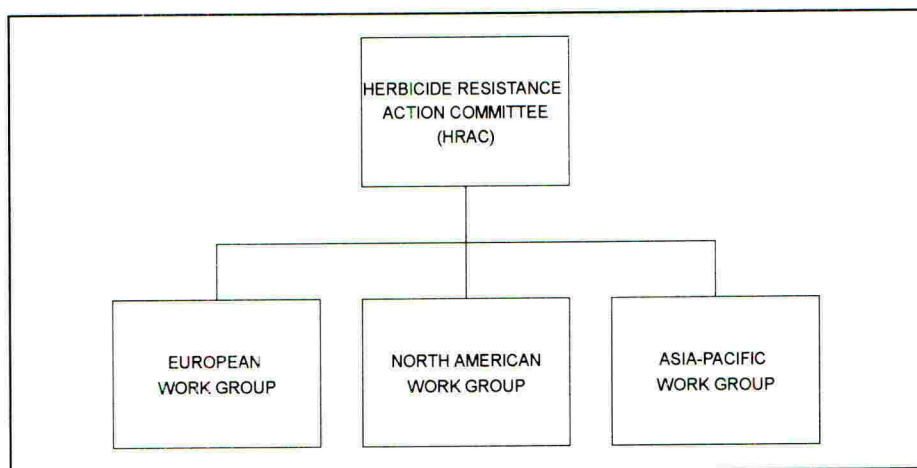 HERBICIDE RESISTANCE
ACTION COMMITTEE
(HRAC)
EUROPEAN
WORK GROUP
NORTH AMERICAN
WORK GROUP
ASIA-PACIFIC
WORK GROUP